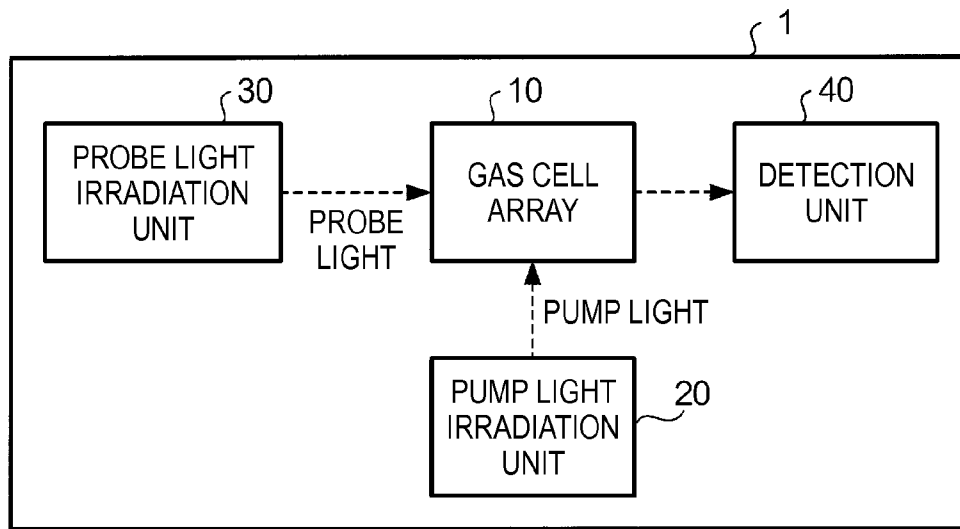 1
30
10
40
PROBE LIGHT
IRRADIATION
UNIT
GAS CELL
ARRAY
DETECTION
UNIT
PROBE
LIGHT
PUMP LIGHT
PUMP LIGHT
IRRADIATION
UNIT
20